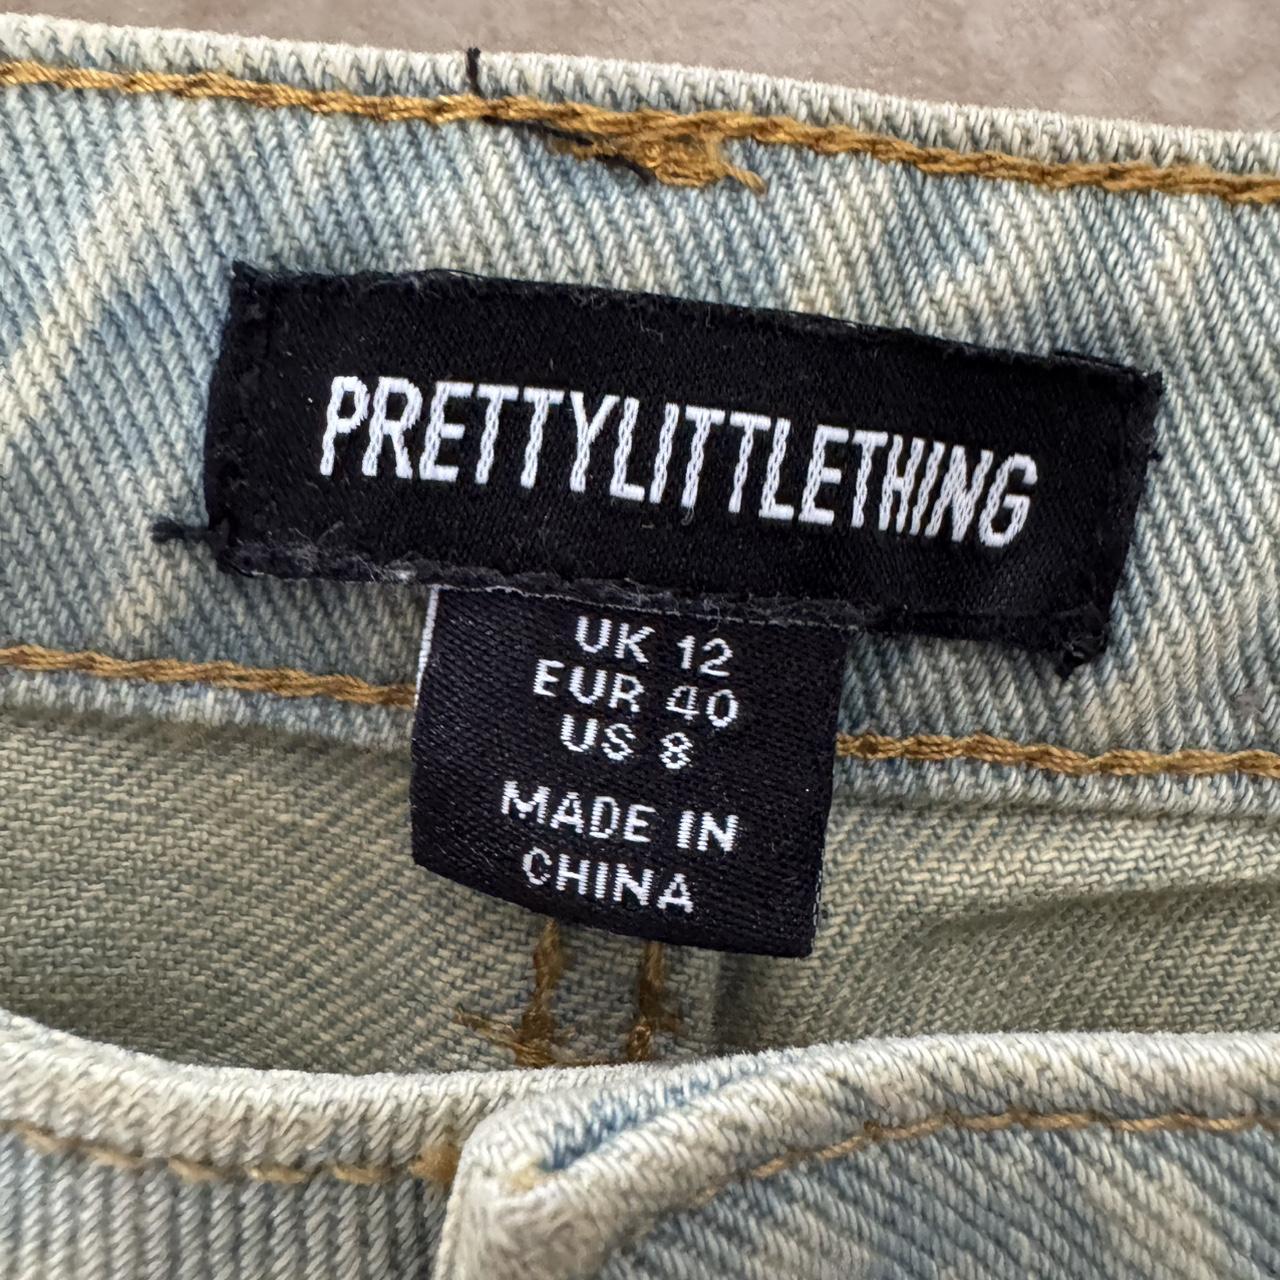 PRETTYLITTLETHING
UK 12
EUR 40
US 8
MADE IN
CHINA